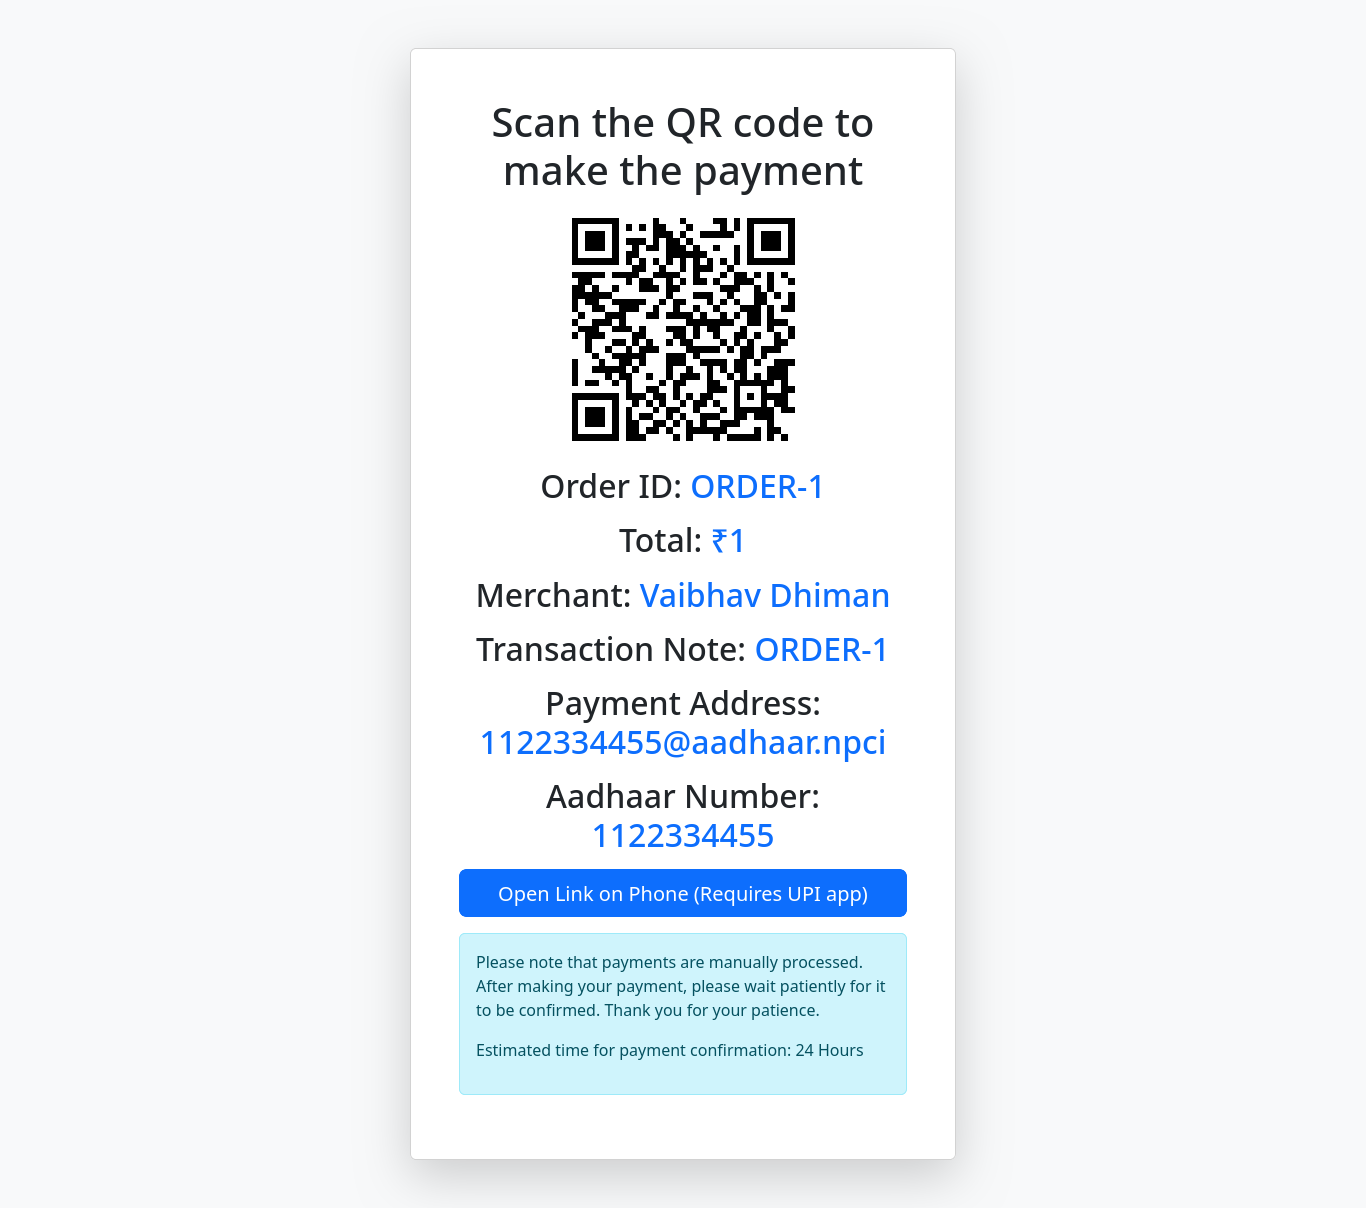 Scan the QR code to
make the payment
Order ID: ORDER-1
Total: ₹1
Merchant: Vaibhav Dhiman
Transaction Note: ORDER-1
Payment Address:
1122334455@aadhaar.npci
Aadhaar Number:
1122334455
Open Link on Phone (Requires UPI app)
Please note that payments are manually processed.
After making your payment, please wait patiently for it
to be confirmed. Thank you for your patience.
Estimated time for payment confirmation: 24 Hours